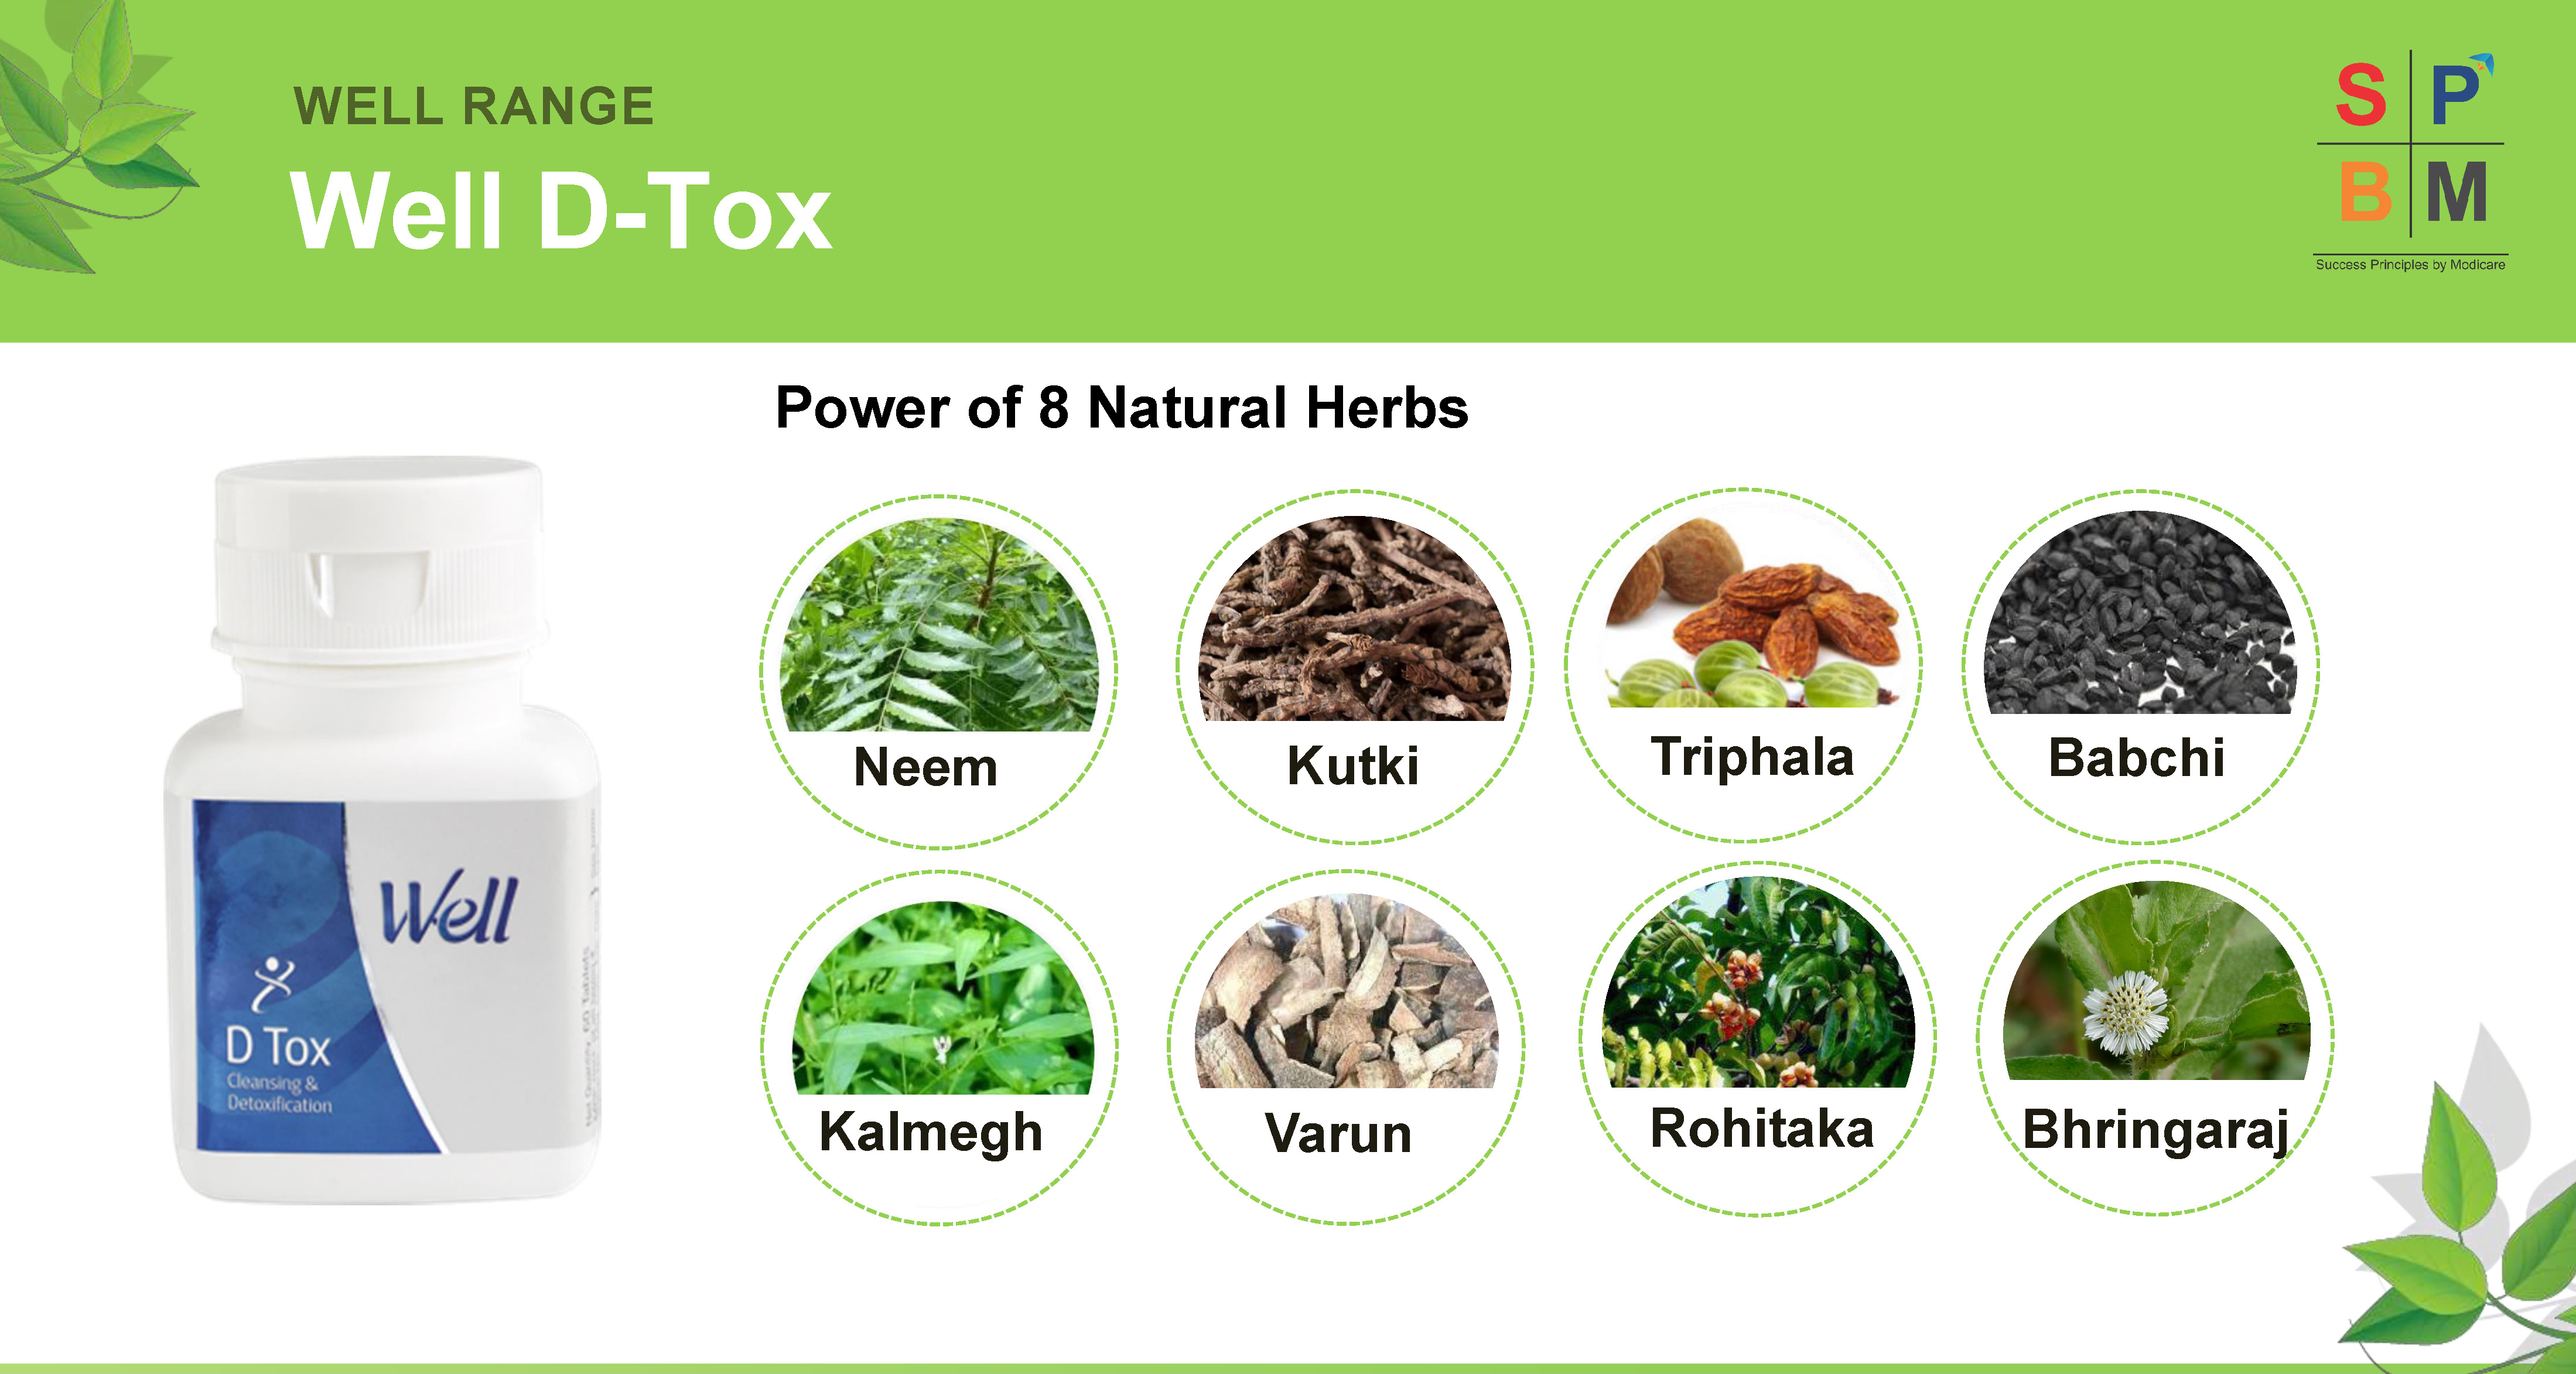 WELL RANGE
Well D-Tox
S P
B M
Success Principles by Modicare
Power of 8 Natural Herbs
Neem
Kutki
Triphala
Babchi
Kalmegh
Varun
Rohitaka
Bhringaraj
Well
D Tox
Cleansing &
Detoxification